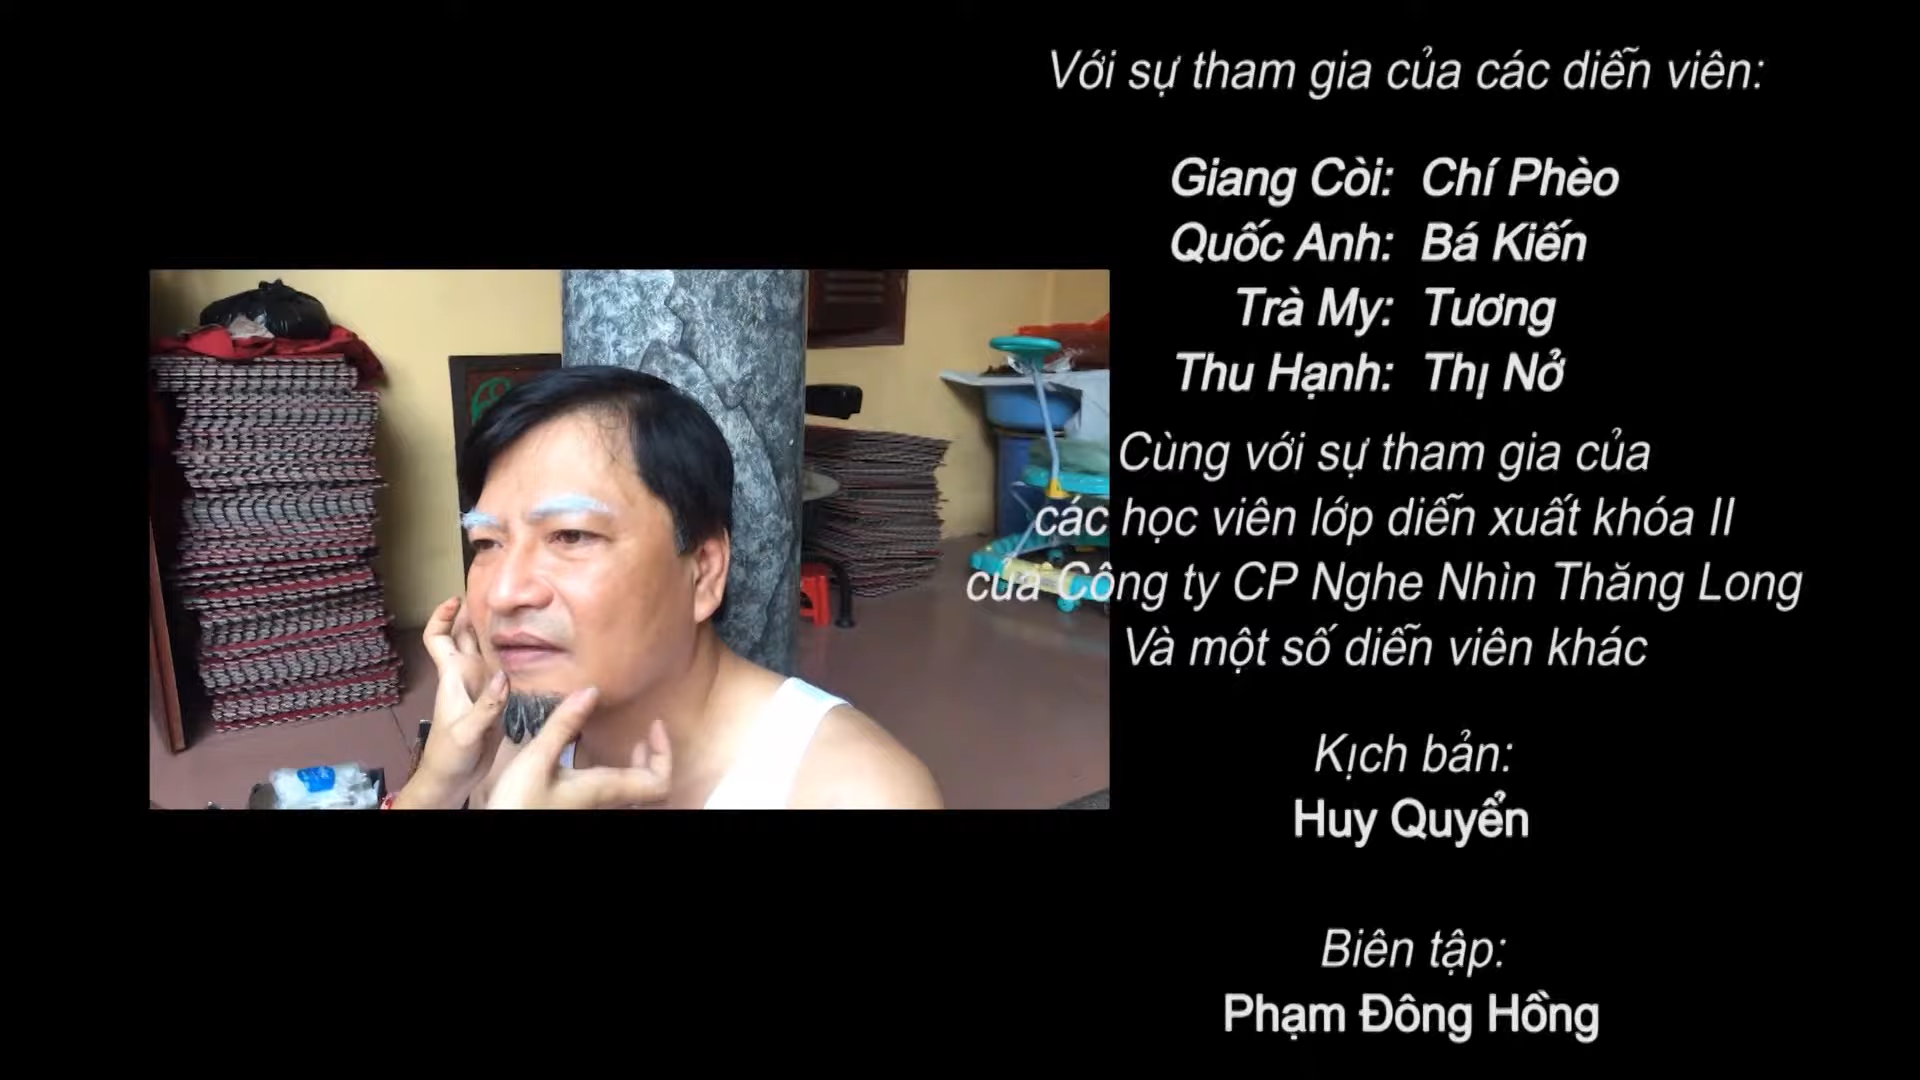 Với sự tham gia của các diễn viên:
Giang Còi: Chí Phèo
Quốc Anh: Bá Kiến
Trà My: Tương
Thu Hạnh: Thị Nở
Cùng với sự tham gia của
các học viên lớp diễn xuất khóa II
của Công ty CP Nghe Nhìn Thăng Long
Và một số diễn viên khác
Kịch bản:
Huy Quyển
Biên tập:
Phạm Đông Hồng